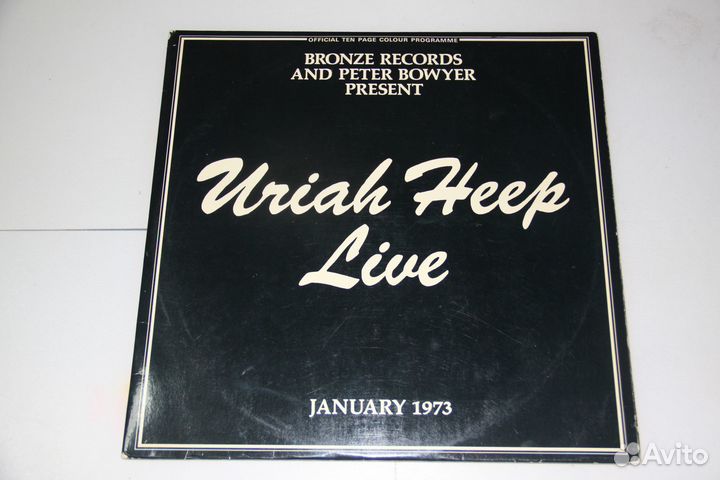 OFFICIAL TEN PAGE COLOUR PROGRAMME
BRONZE RECORDS
AND PETER BOWYER
PRESENT
Uriah Heep
Live
JANUARY 1973
Avito